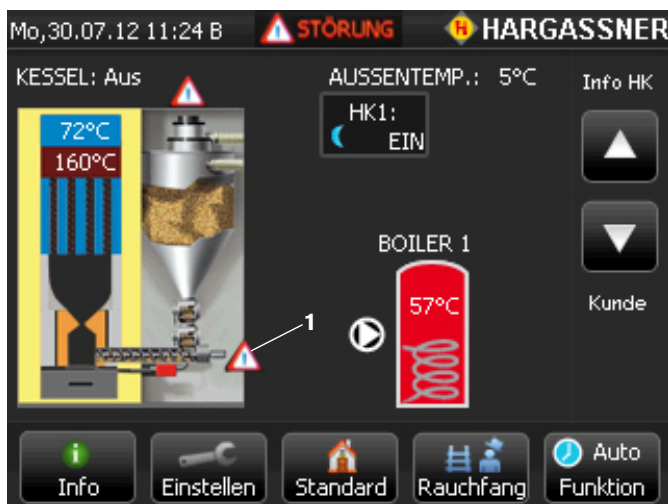 Mo,30.07.12 11:24 B STÖRUNG HARGASSNER
KESSEL: Aus
AUSSENTEMP.: 5°C
Info HK
HK1:
EIN
72°C
160°C
BOILER 1
57°C
Kunde
1
Info
Einstellen
Standard
Rauchfang
Auto
Funktion